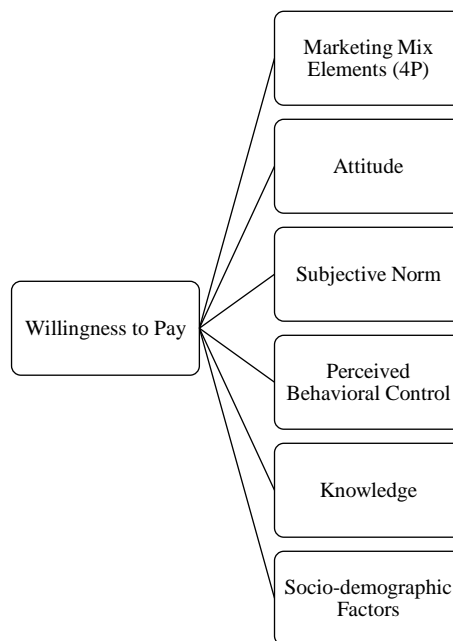 Marketing Mix
Elements (4P)
Attitude
Subjective Norm
Willingness to Pay
Perceived
Behavioral Control
Knowledge
Socio-demographic
Factors